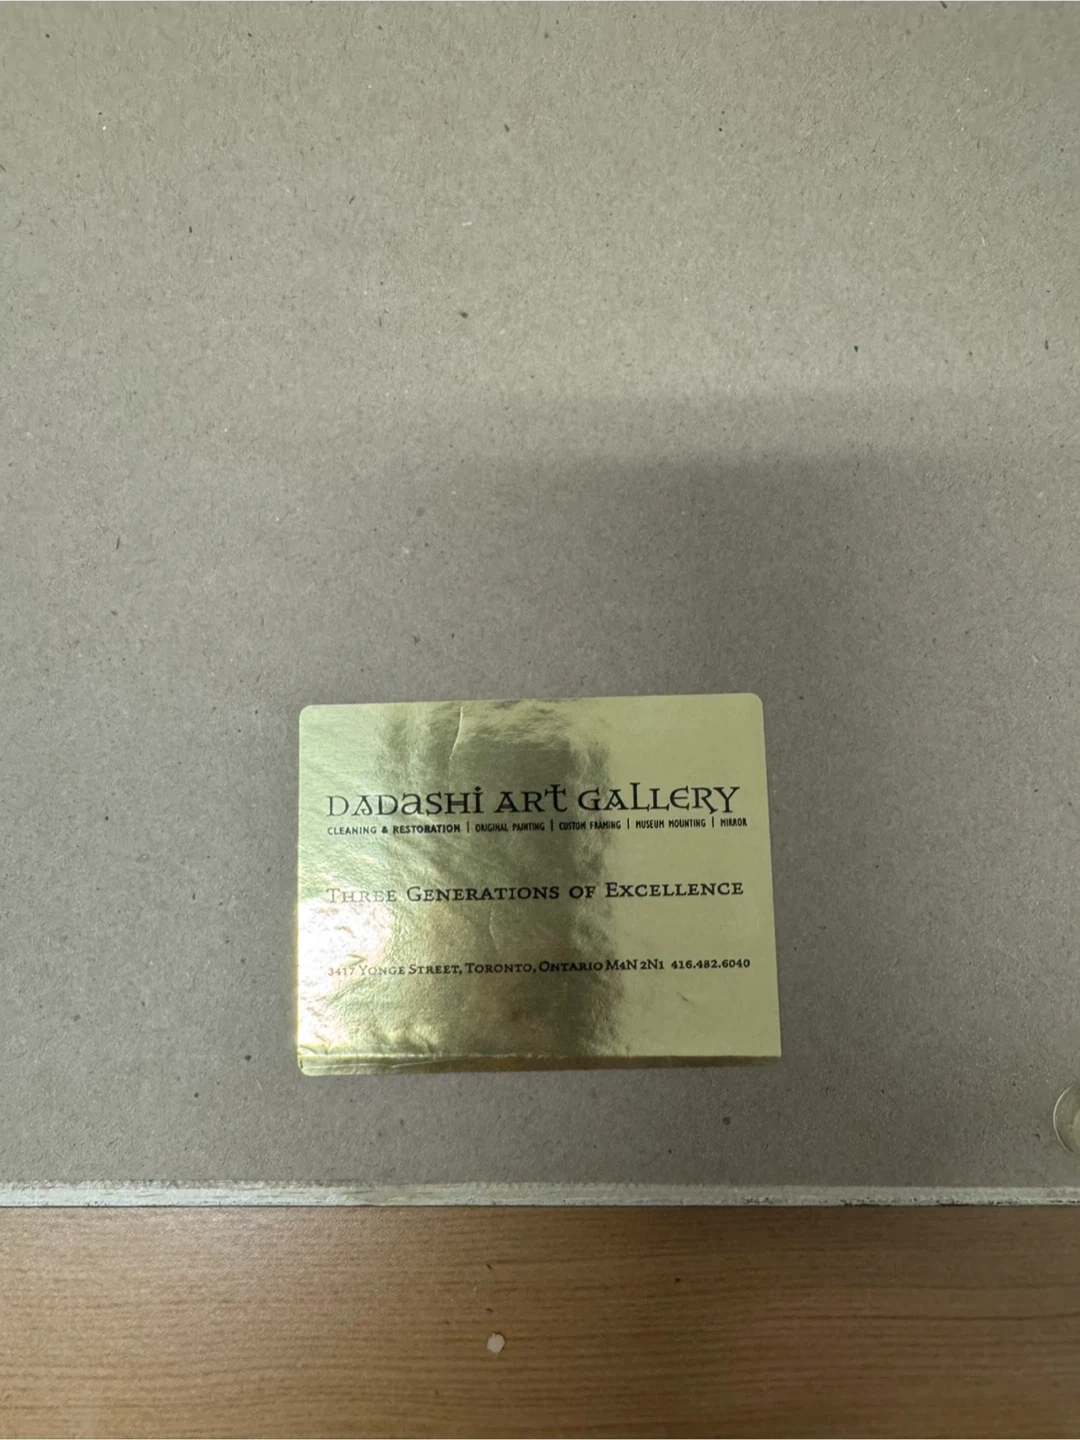 DADASHI ART GALLERY
CLEANING & RESTORATION | ORIGINAL PAINTING | CUSTOM FRAMING | MUSEUM MOUNTING | MIRROR
THREE GENERATIONS OF EXCELLENCE
3417 YONGE STREET, TORONTO, ONTARIO M4N 2N1 416.482.6040